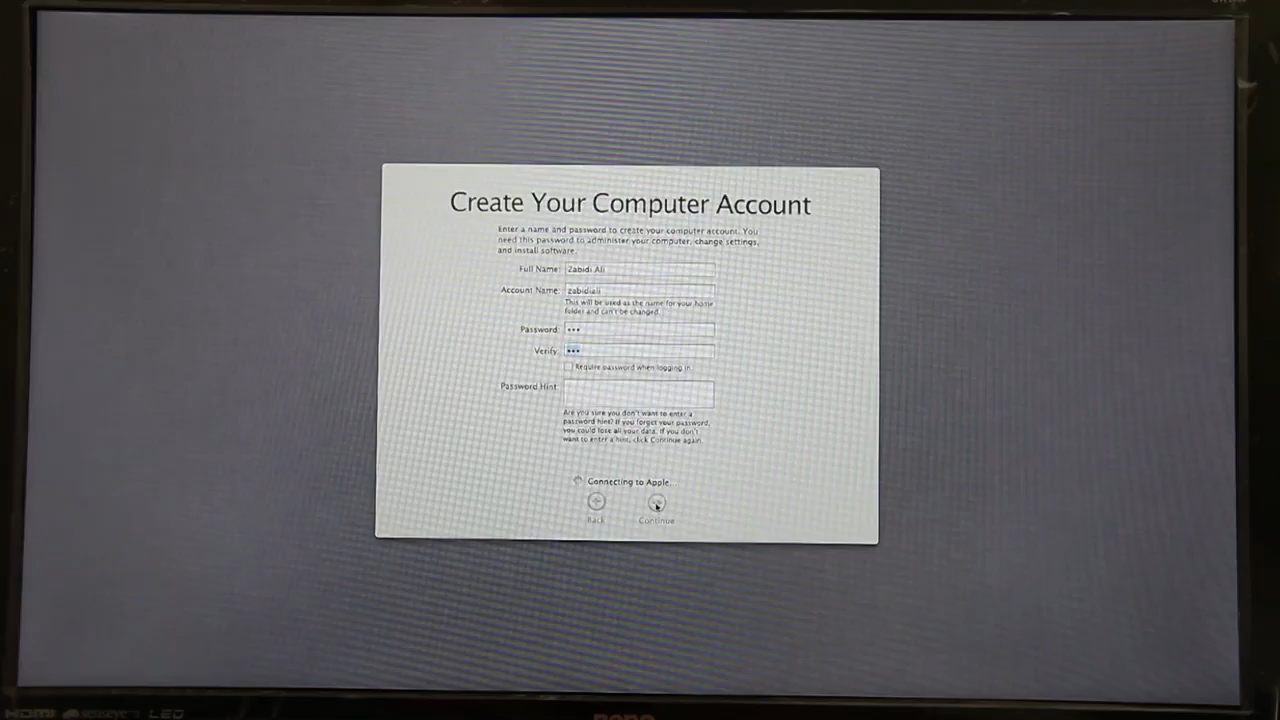 Create Your Computer Account
Enter a name and password to create your computer account. You
need this password to administer your computer, change settings,
and install software.
Full Name: Zabidi Ali
Account Name: zabidiali
This will be used as the name for your home
folder and can't be changed.
Password: •••
Verify: •••
Require password when logging in
Password Hint:
Are you sure you don't want to enter a
password hint? If you forget your password,
you could lose all your data. If you don't
want to enter a hint, click Continue again.
Connecting to Apple...
Back Continue
HDMI senseye LED